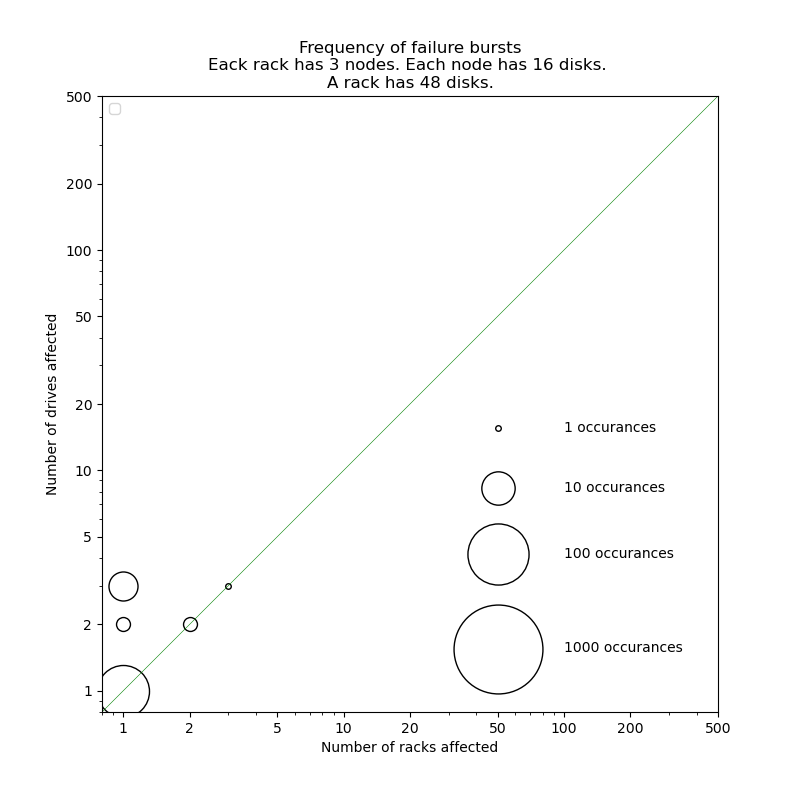 Frequency of failure bursts
Eack rack has 3 nodes. Each node has 16 disks.
A rack has 48 disks.
500
200
100
50
20
10
5
2
1
Number of drives affected
1 occurances
10 occurances
100 occurances
1000 occurances
1 2 5 10 20 50 100 200 500
Number of racks affected